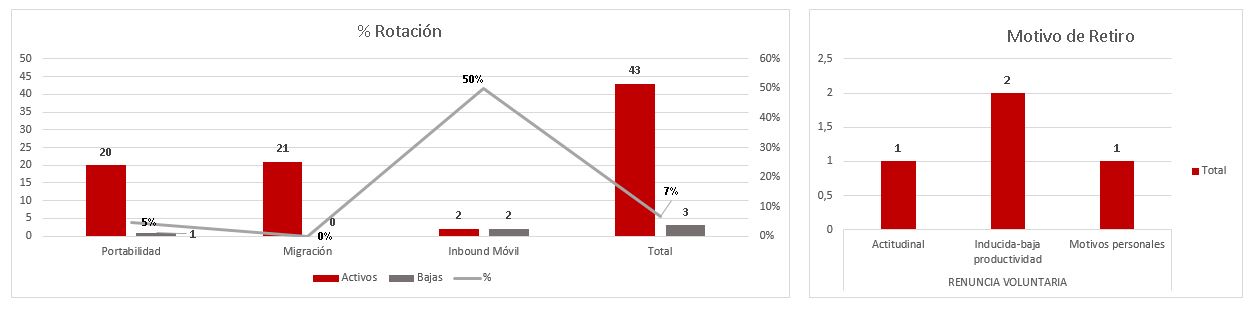 % Rotación
50
45
40
35
30
25
20
15
10
5
0
60%
50%
40%
30%
20%
10%
0%
20
21
2
43
1
0
2
3
5%
0%
50%
7%
Portabilidad
Migración
Inbound Móvil
Total
Activos
Bajas
%
Motivo de Retiro
2,5
2
1,5
1
0,5
0
1
2
1
Actitudinal
Inducida-baja
productividad
Motivos personales
RENUNCIA VOLUNTARIA
Total